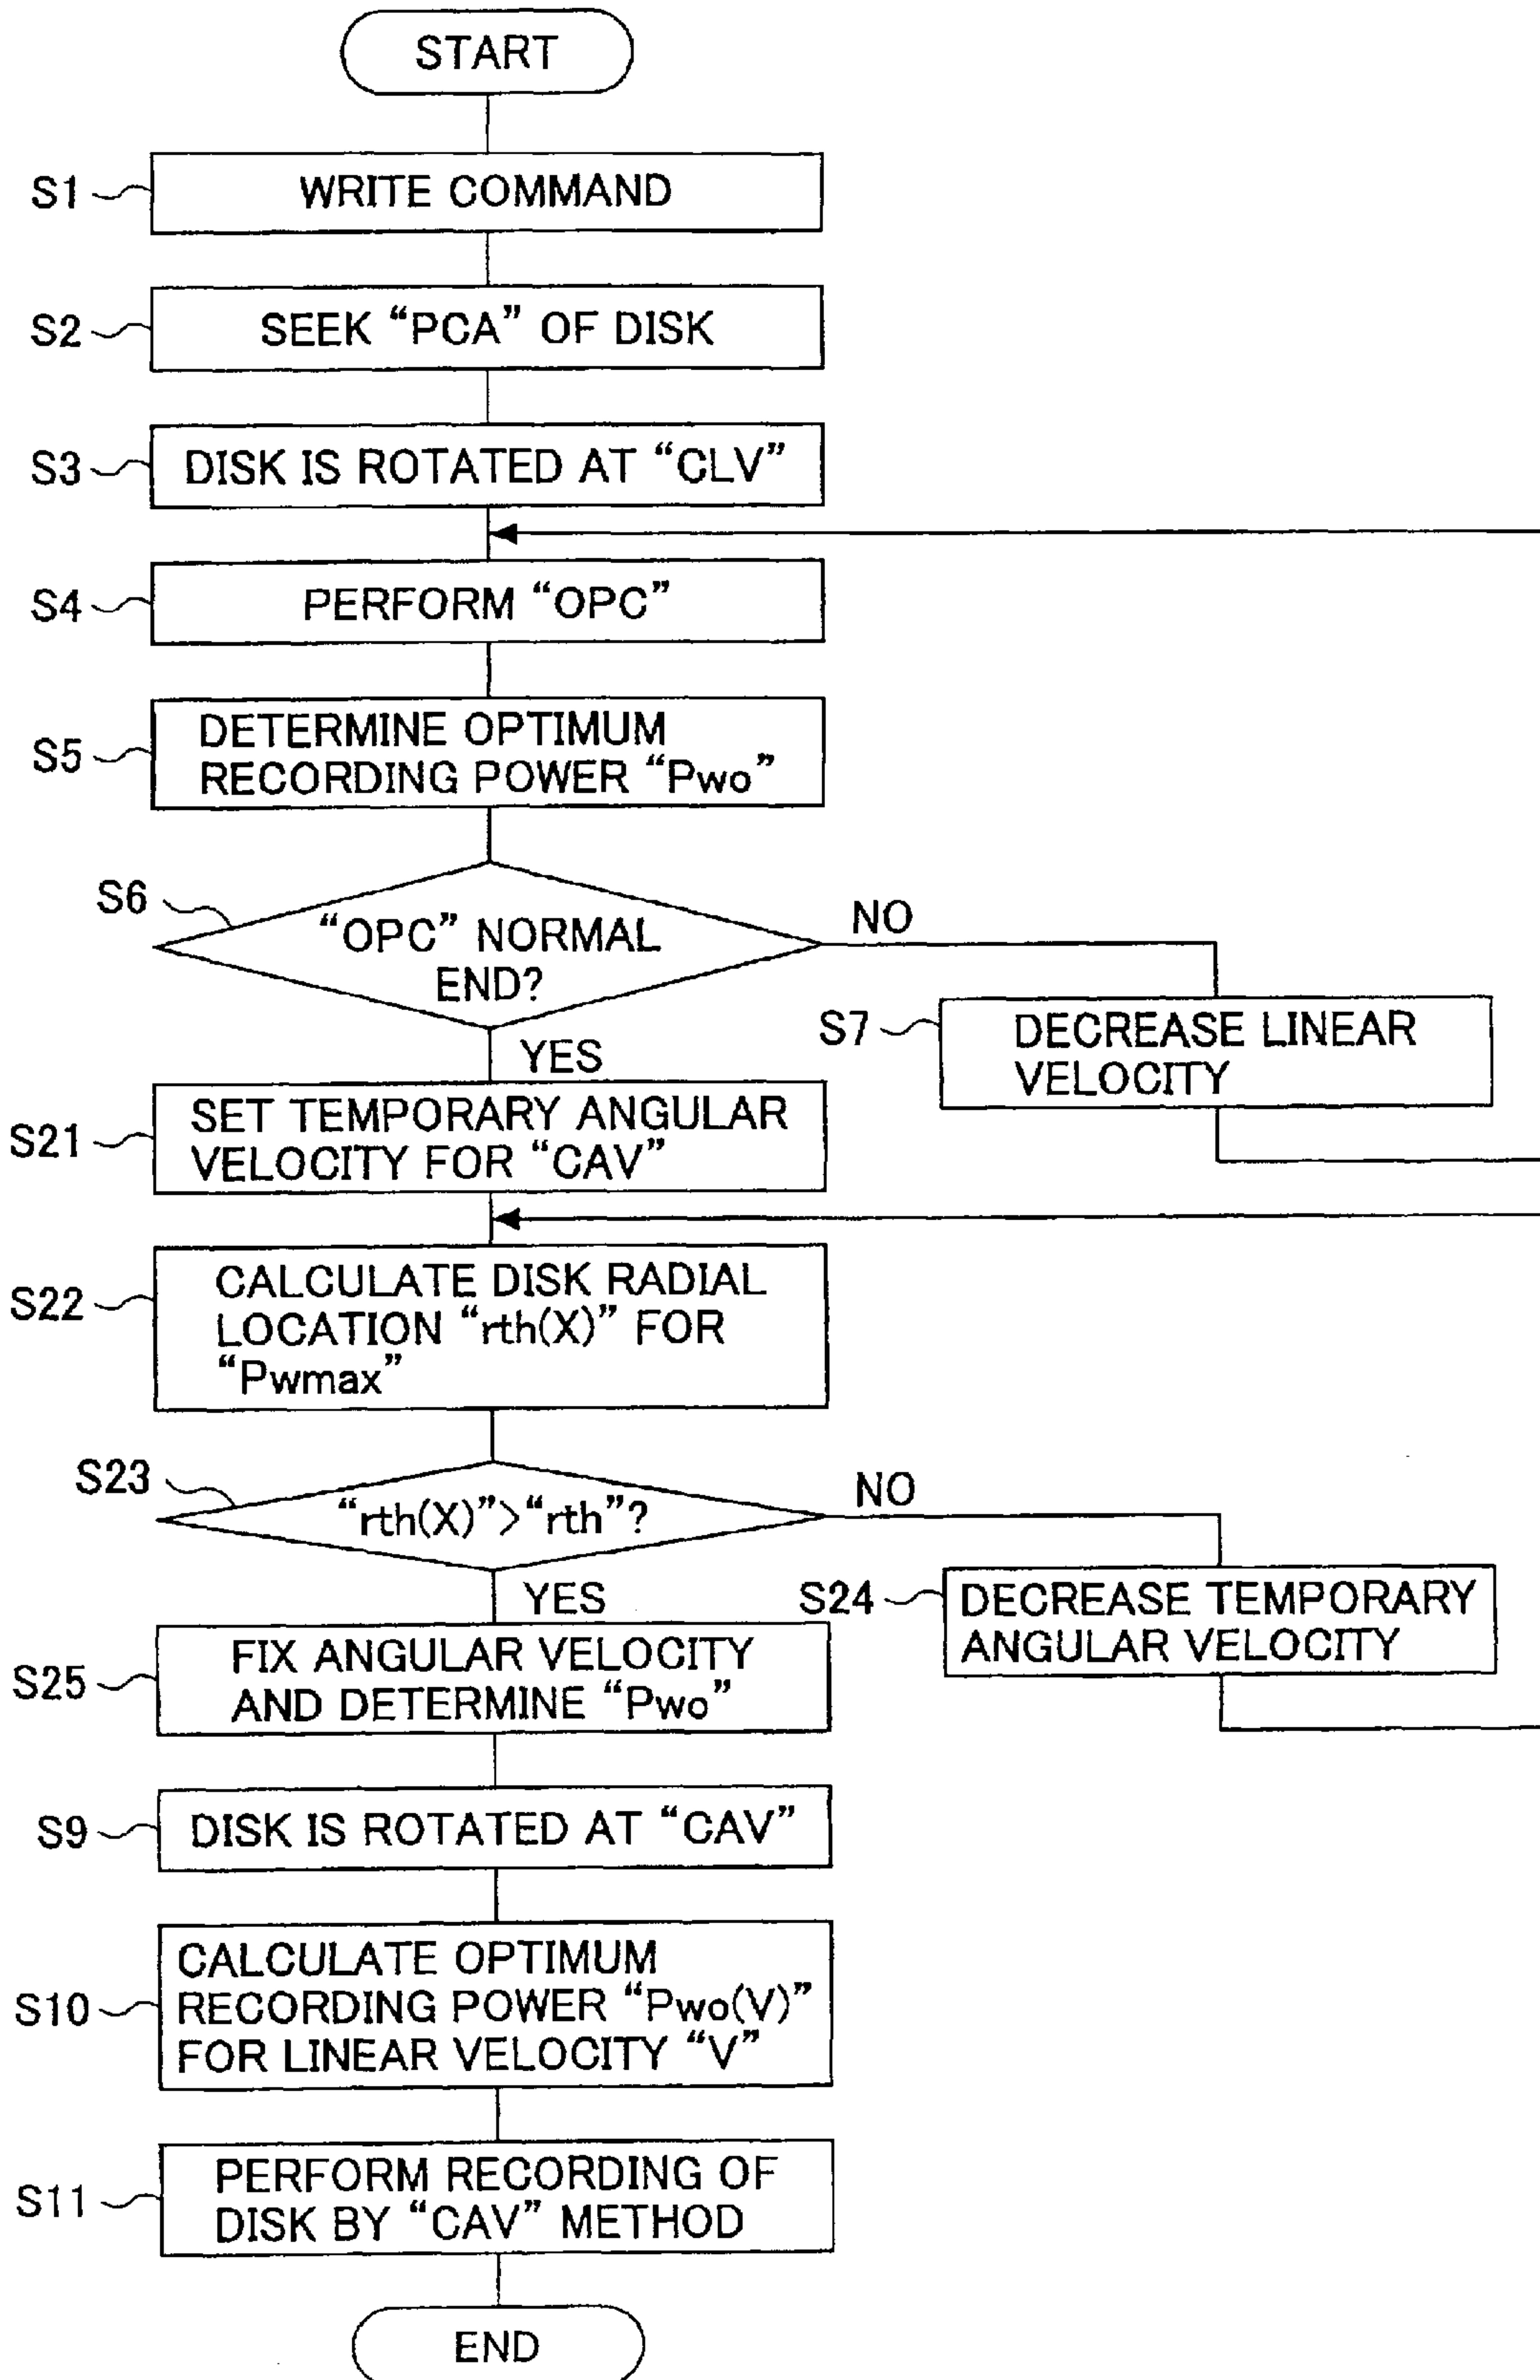 START
S1
WRITE COMMAND
S2
SEEK “PCA” OF DISK
S3
DISK IS ROTATED AT “CLV”
S4
PERFORM “OPC”
S5
DETERMINE OPTIMUM
RECORDING POWER “Pwo”
S6
“OPC” NORMAL
END?
NO
YES
S7
DECREASE LINEAR
VELOCITY
S21
SET TEMPORARY ANGULAR
VELOCITY FOR “CAV”
S22
CALCULATE DISK RADIAL
LOCATION “rth(X)” FOR
“Pwmax”
S23
“rth(X)”>“rth”?
NO
YES
S24
DECREASE TEMPORARY
ANGULAR VELOCITY
S25
FIX ANGULAR VELOCITY
AND DETERMINE “Pwo”
S9
DISK IS ROTATED AT “CAV”
S10
CALCULATE OPTIMUM
RECORDING POWER “Pwo(V)”
FOR LINEAR VELOCITY “V”
S11
PERFORM RECORDING OF
DISK BY “CAV” METHOD
END